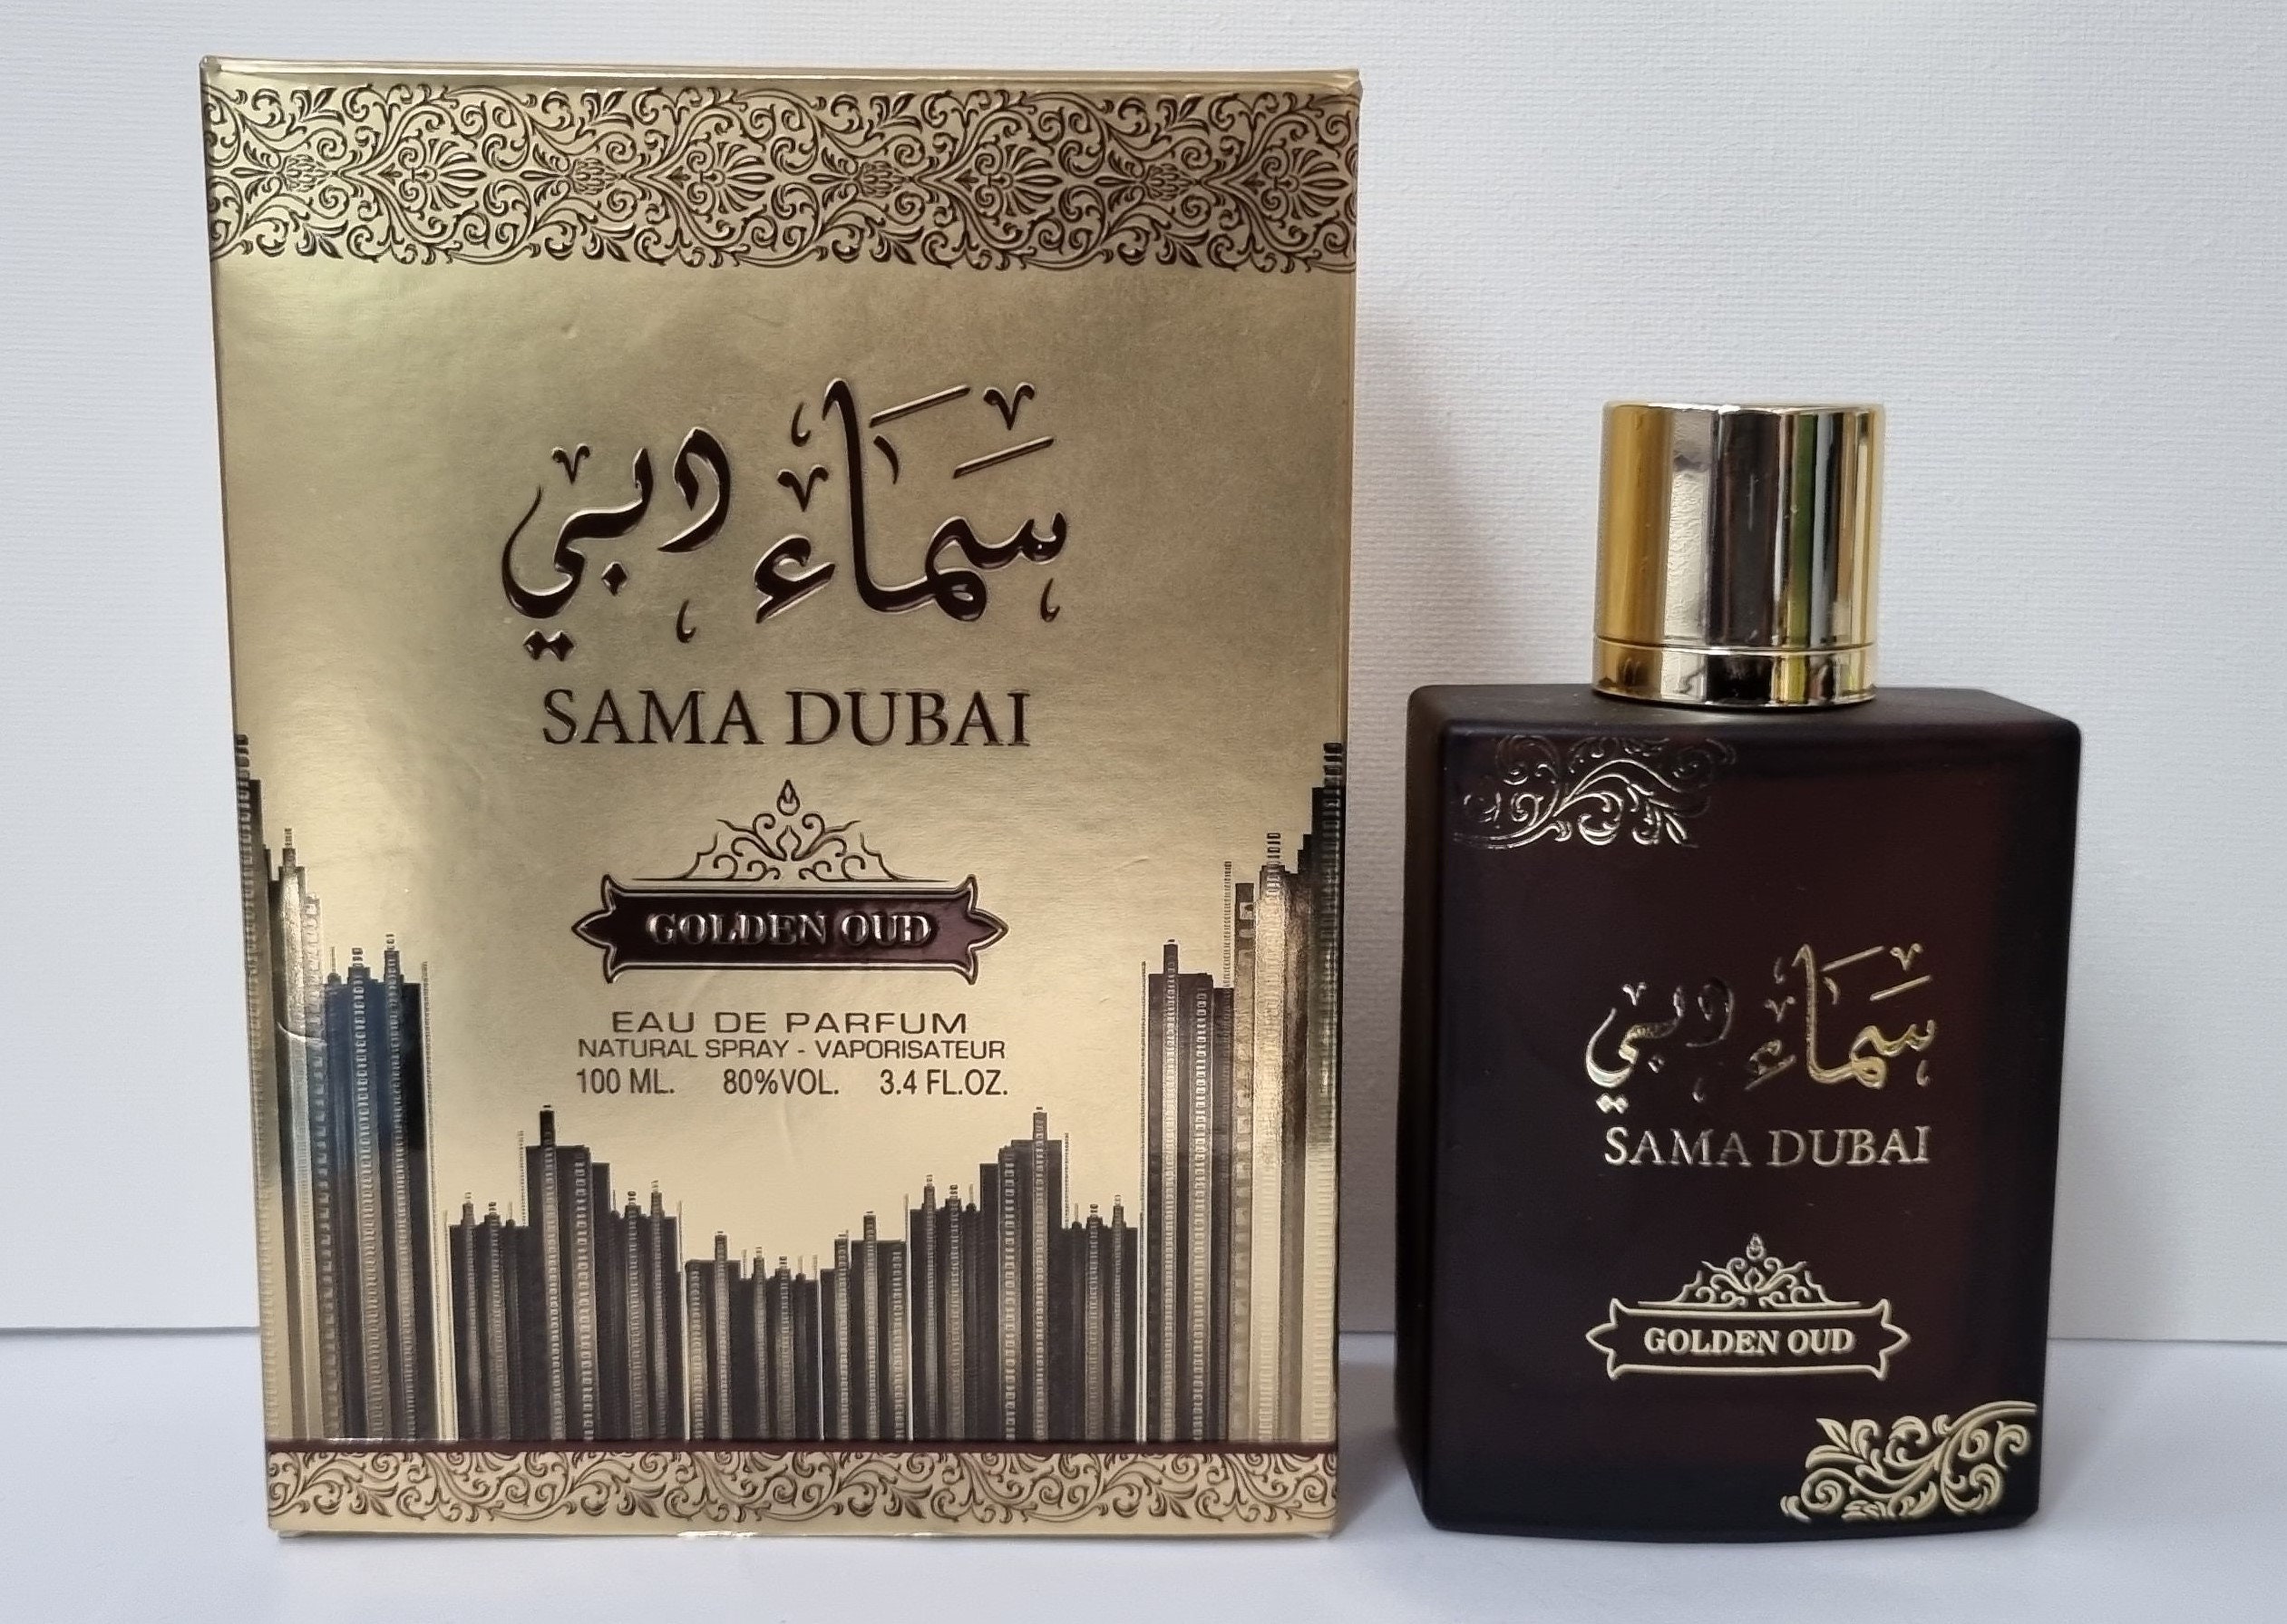 سماء دبي
SAMA DUBAI
GOLDEN OUD
EAU DE PARFUM
NATURAL SPRAY - VAPORISATEUR
100 ML. 80%VOL. 3.4 FL.OZ.
سماء دبي
SAMA DUBAI
GOLDEN OUD